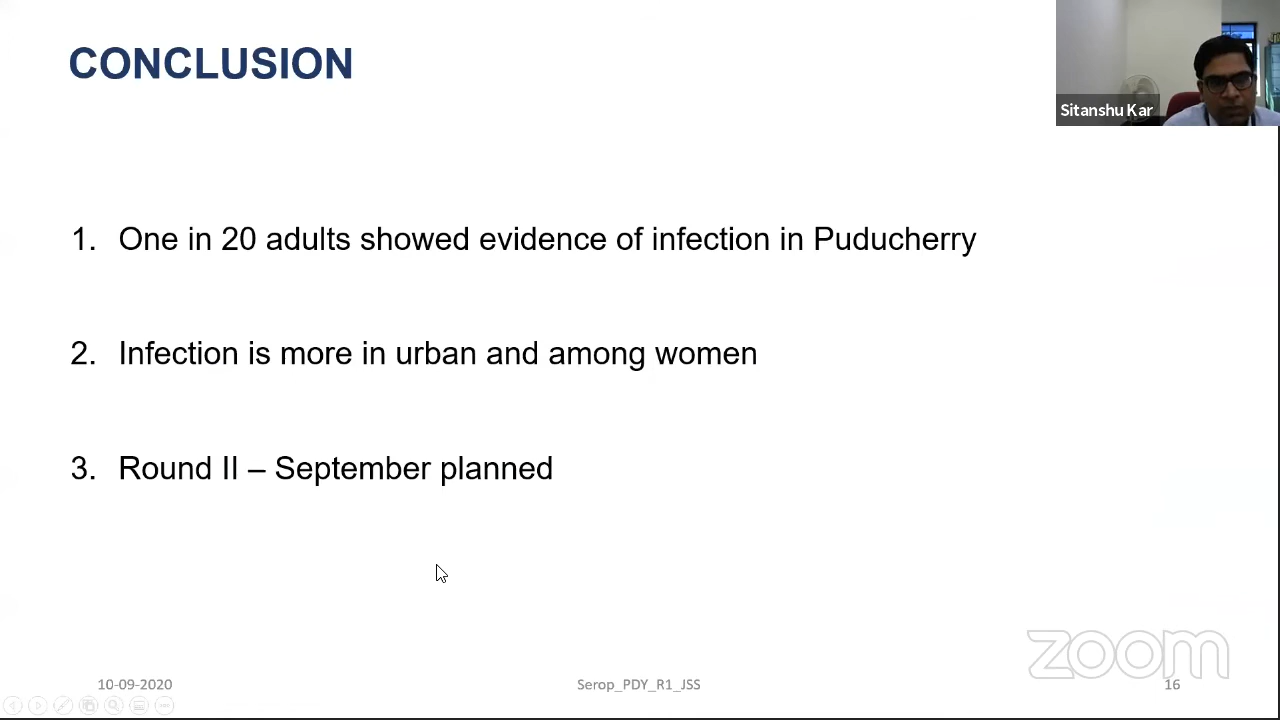 CONCLUSION
Sitanshu Kar
1. One in 20 adults showed evidence of infection in Puducherry
2. Infection is more in urban and among women
3. Round II – September planned
zoom
10-09-2020
Serop_PDY_R1_JSS
16